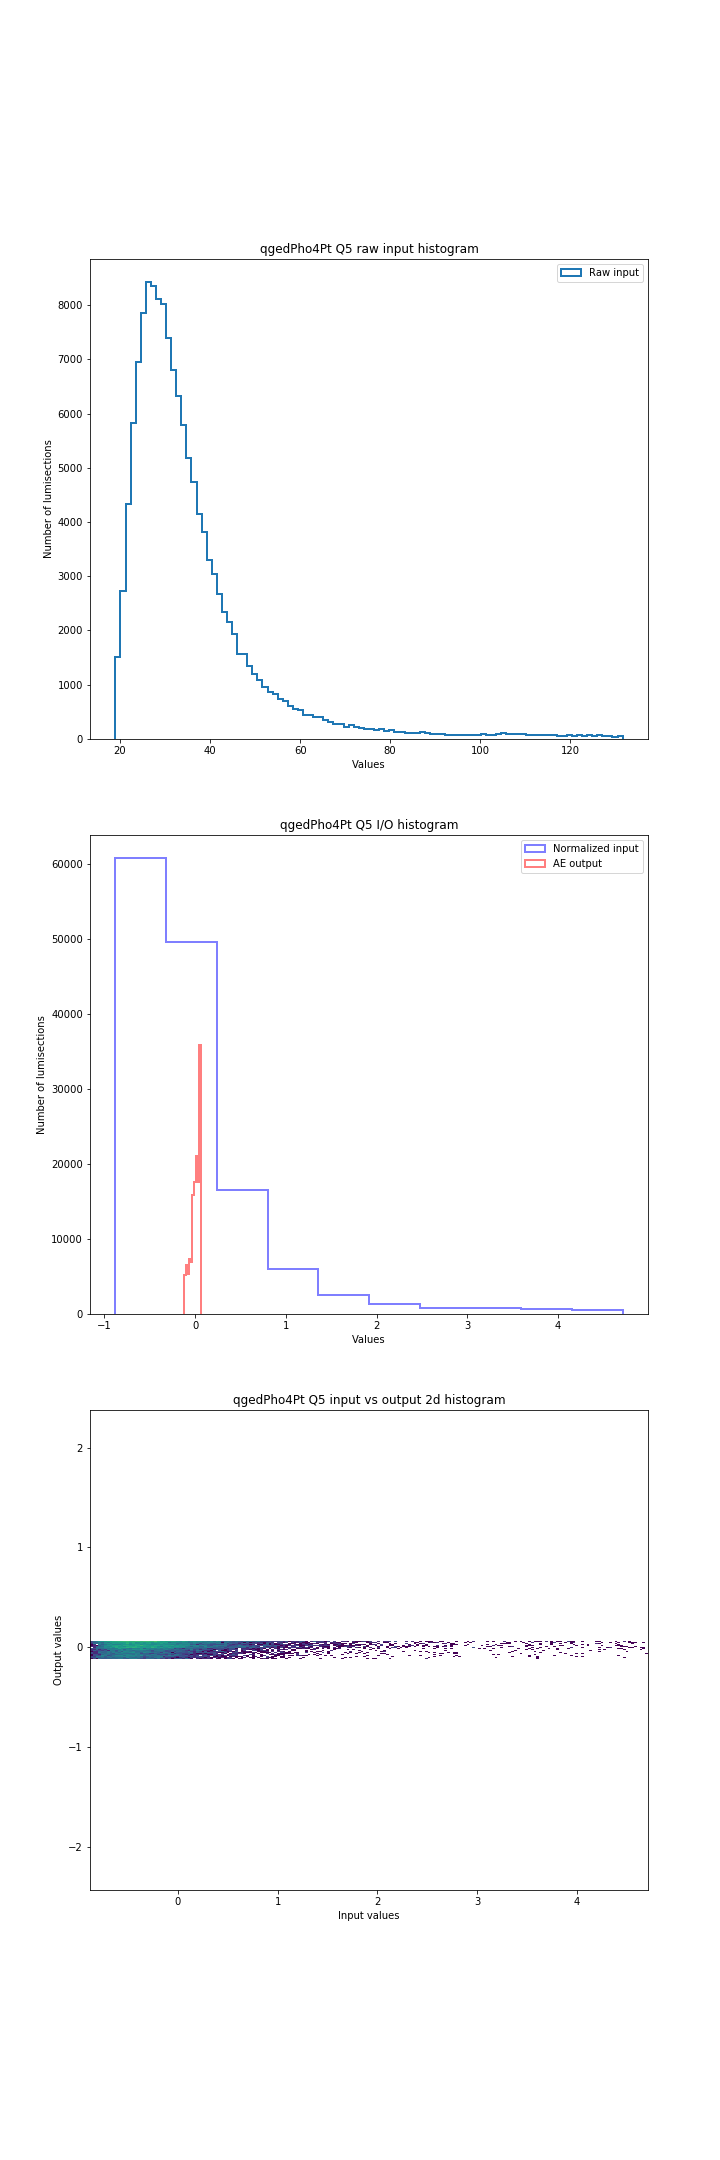 qgedPho4Pt Q5 raw input histogram
Raw input
8000
7000
6000
5000
4000
3000
2000
1000
0
Number of lumisections
20 40 60 80 100 120
Values
qgedPho4Pt Q5 I/O histogram
Normalized input
AE output
60000
50000
40000
30000
20000
10000
0
Number of lumisections
−1 0 1 2 3 4
Values
qgedPho4Pt Q5 input vs output 2d histogram
2
1
0
−1
−2
Output values
0 1 2 3 4
Input values